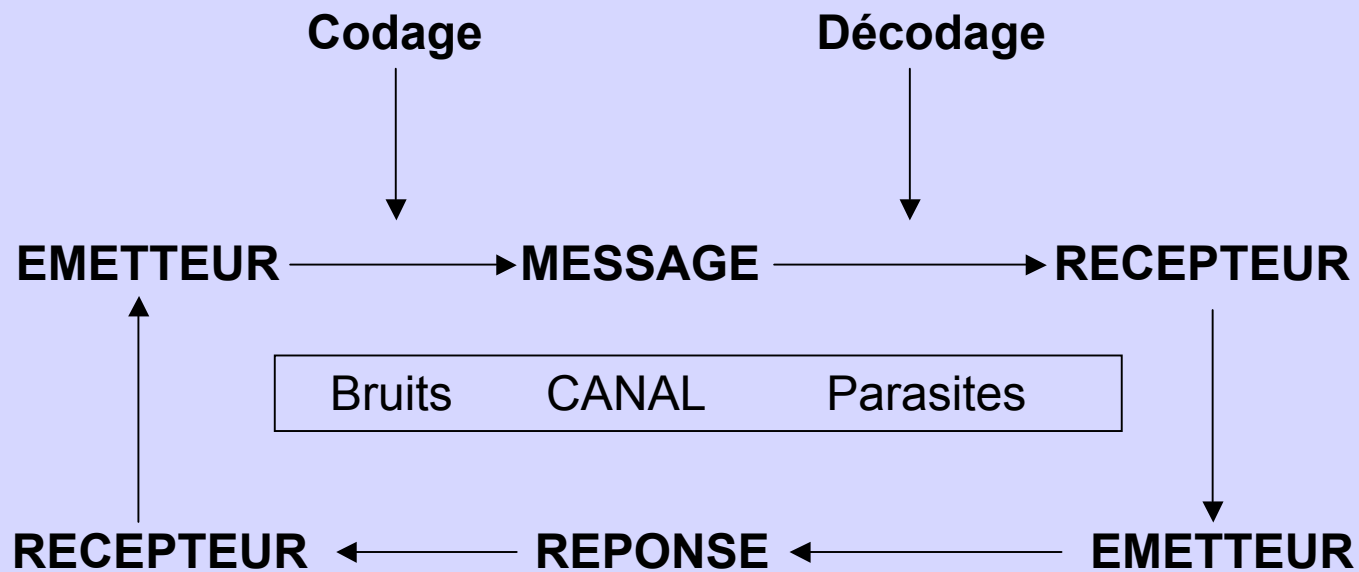 Codage Décodage
EMETTEUR MESSAGE RECEPTEUR
Bruits CANAL Parasites
RECEPTEUR REPONSE EMETTEUR